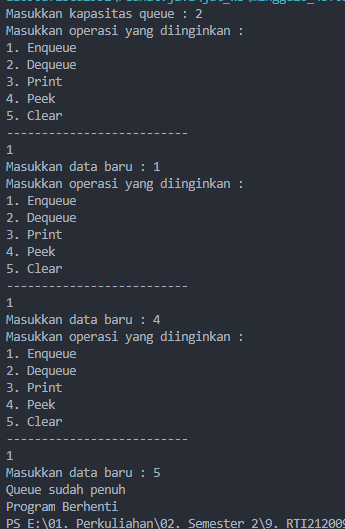 Masukkan kapasitas queue : 2
Masukkan operasi yang diinginkan :
1. Enqueue
2. Dequeue
3. Print
4. Peek
5. Clear
--------------------------
1
Masukkan data baru : 1
Masukkan operasi yang diinginkan :
1. Enqueue
2. Dequeue
3. Print
4. Peek
5. Clear
--------------------------
1
Masukkan data baru : 4
Masukkan operasi yang diinginkan :
1. Enqueue
2. Dequeue
3. Print
4. Peek
5. Clear
--------------------------
1
Masukkan data baru : 5
Queue sudah penuh
Program Berhenti
PS E:\01. Perkuliahan\02. Semester 2\9. RTI212009